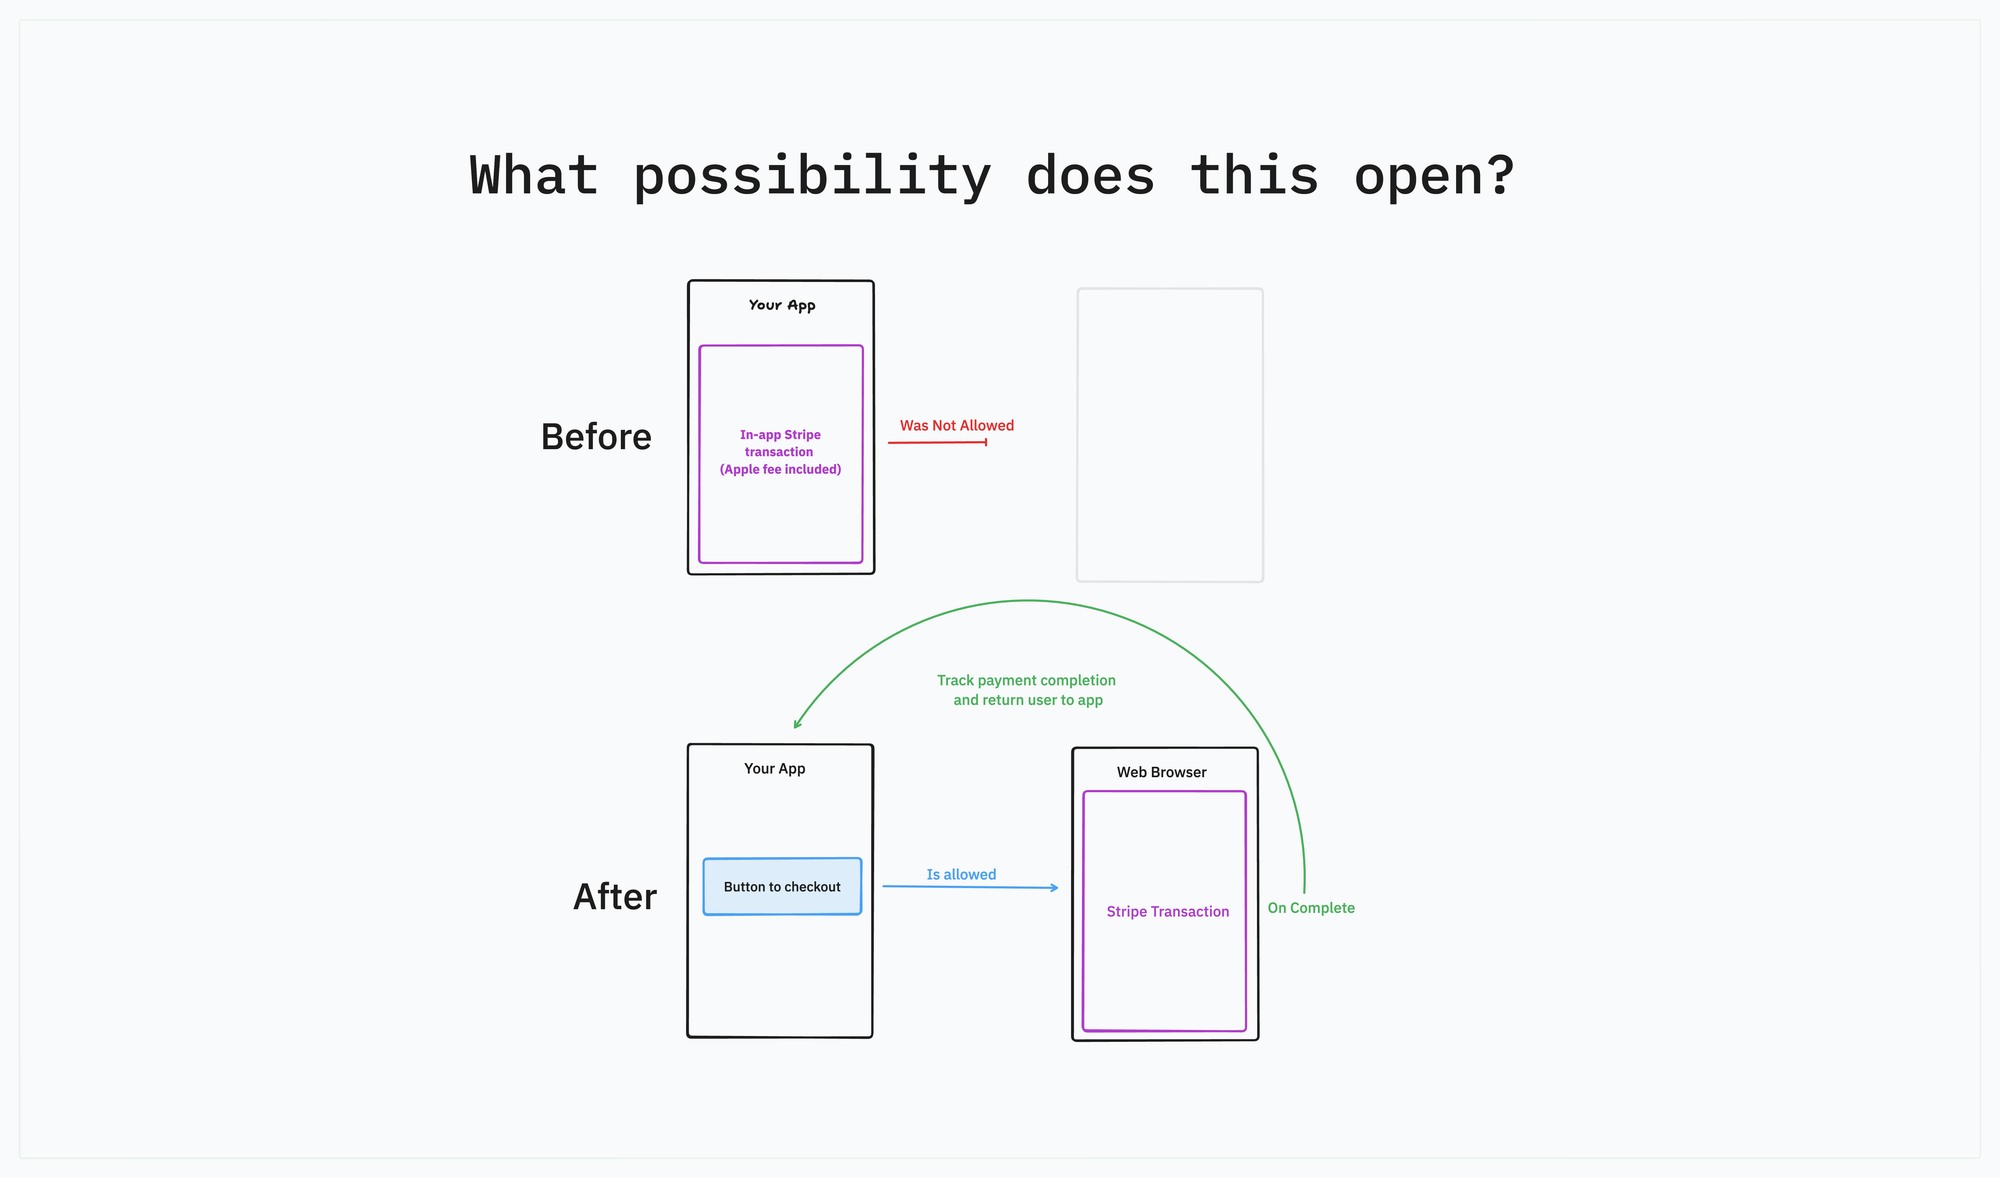 What possibility does this open?
Your App
Before
In-app Stripe
transaction
(Apple fee included)
Was Not Allowed
Track payment completion
and return user to app
After
Your App
Button to checkout
Is allowed
Web Browser
Stripe Transaction
On Complete